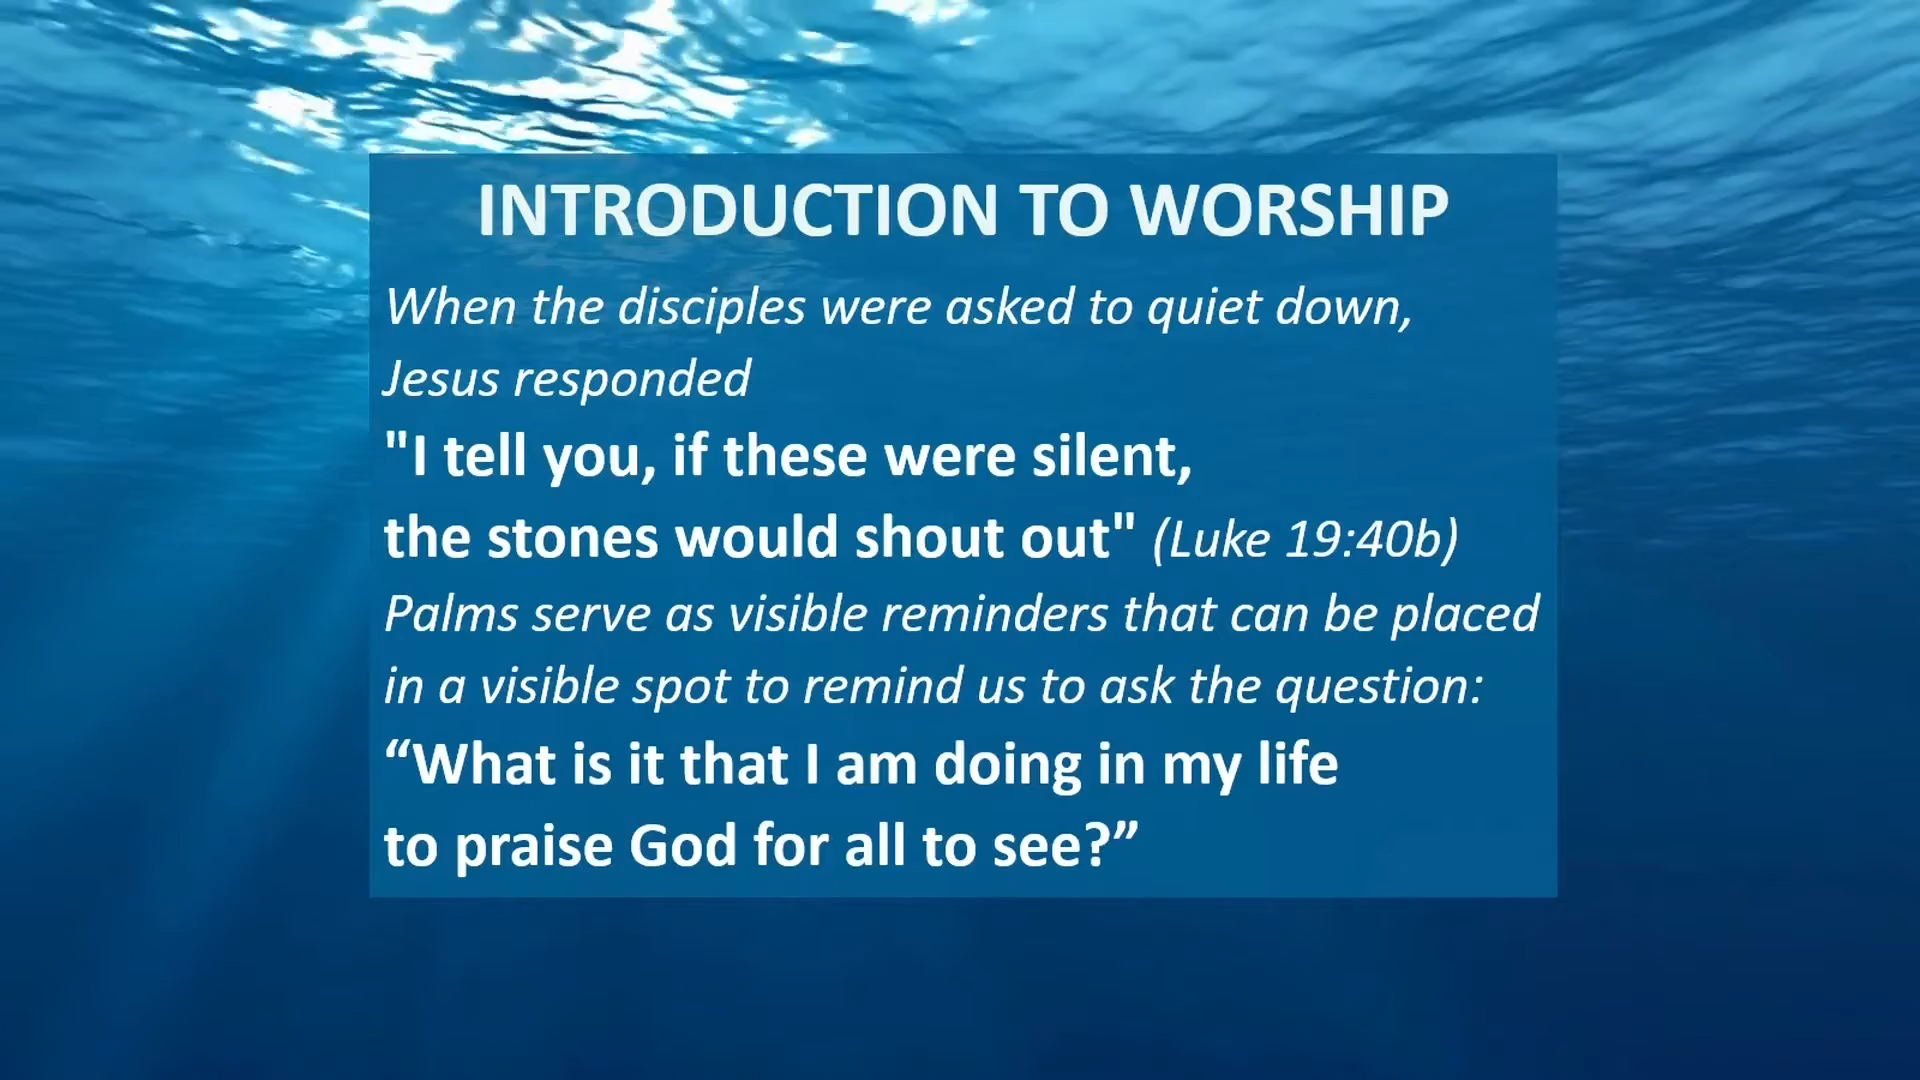 INTRODUCTION TO WORSHIP
When the disciples were asked to quiet down,
Jesus responded
"I tell you, if these were silent,
the stones would shout out" (Luke 19:40b)
Palms serve as visible reminders that can be placed
in a visible spot to remind us to ask the question:
“What is it that I am doing in my life
to praise God for all to see?”